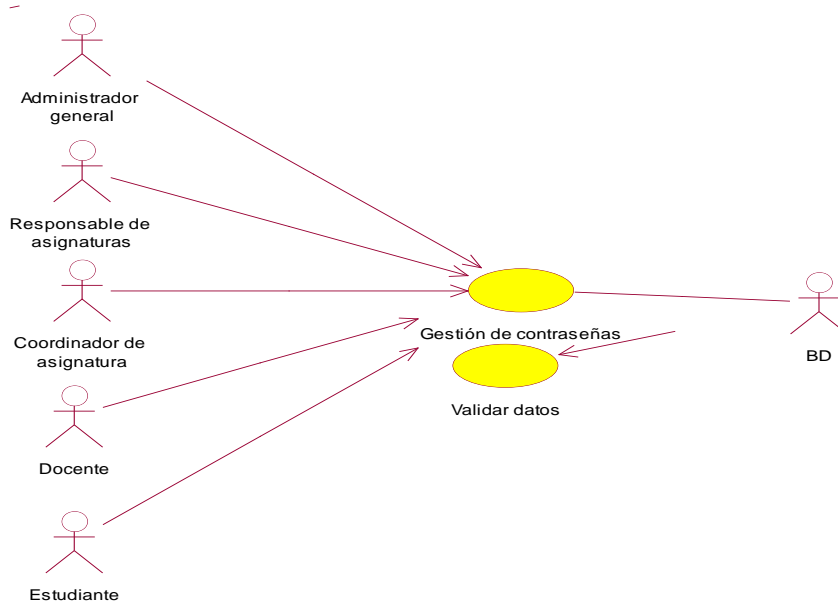 Administrador
general
Responsable de
asignaturas
Coordinador de
asignatura
Docente
Estudiante
Gestión de contraseñas
Validar datos
BD